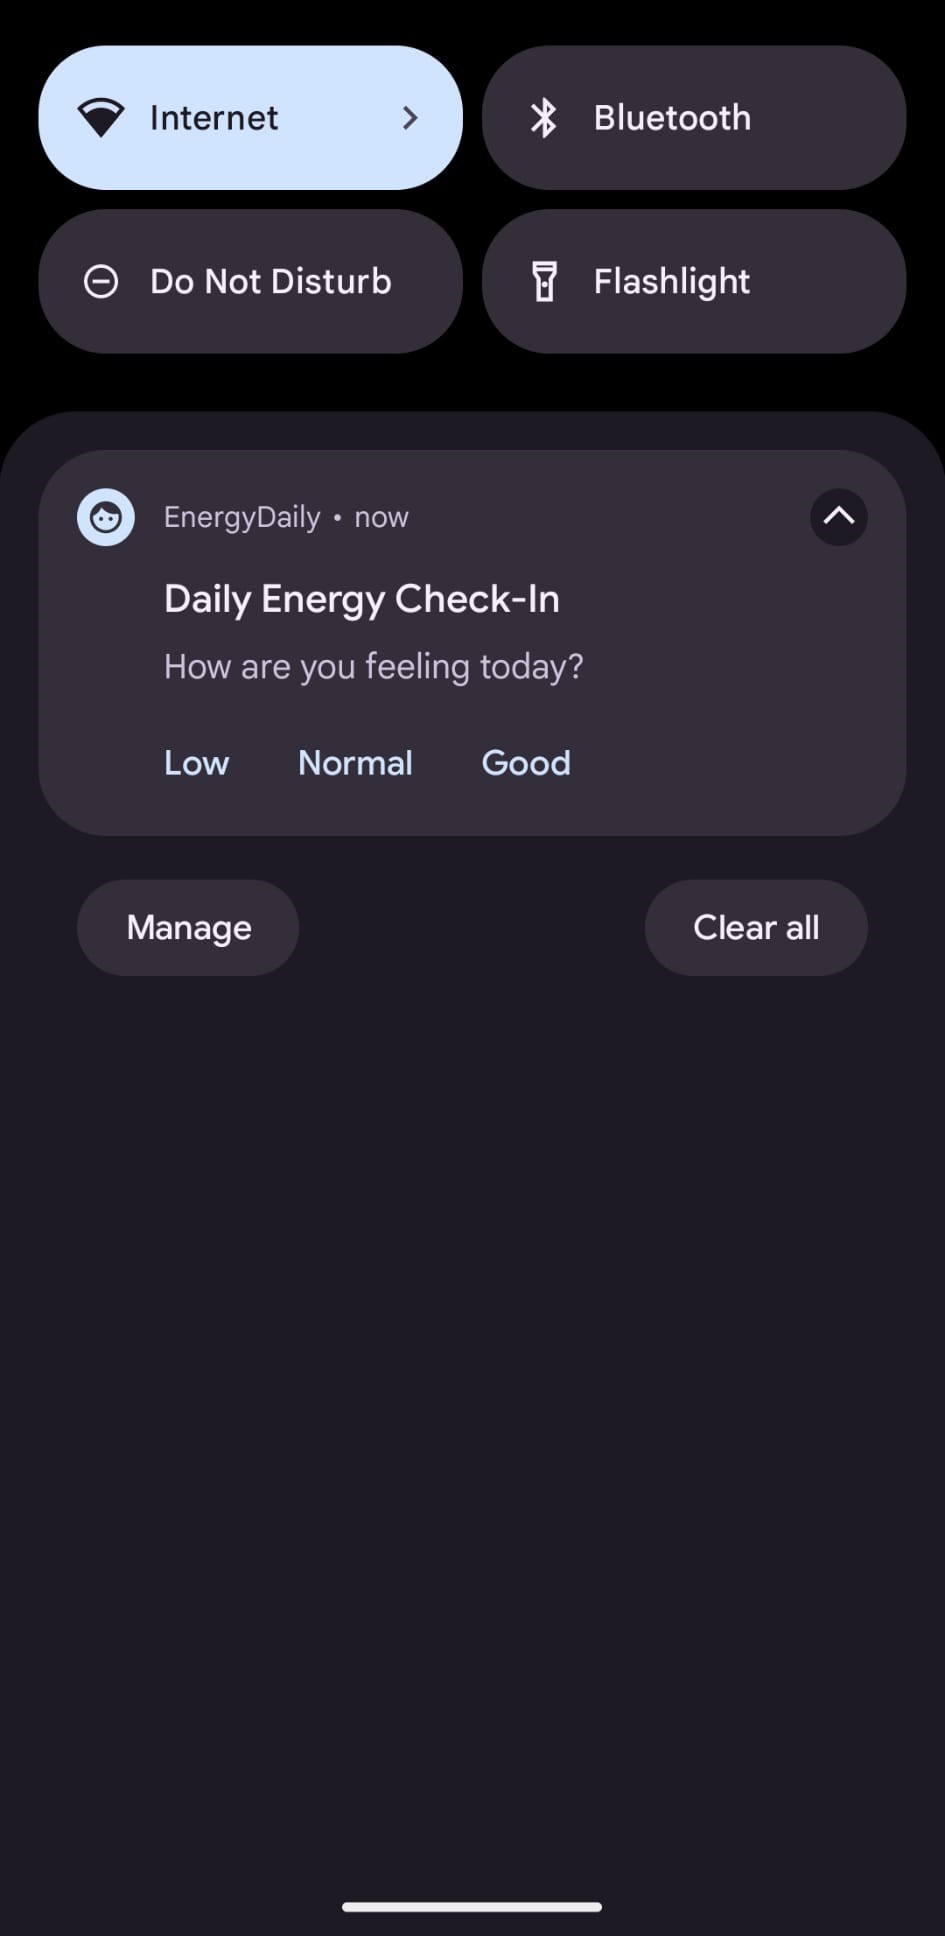 Internet
Bluetooth
Do Not Disturb
Flashlight
EnergyDaily • now
Daily Energy Check-In
How are you feeling today?
Low Normal Good
Manage
Clear all